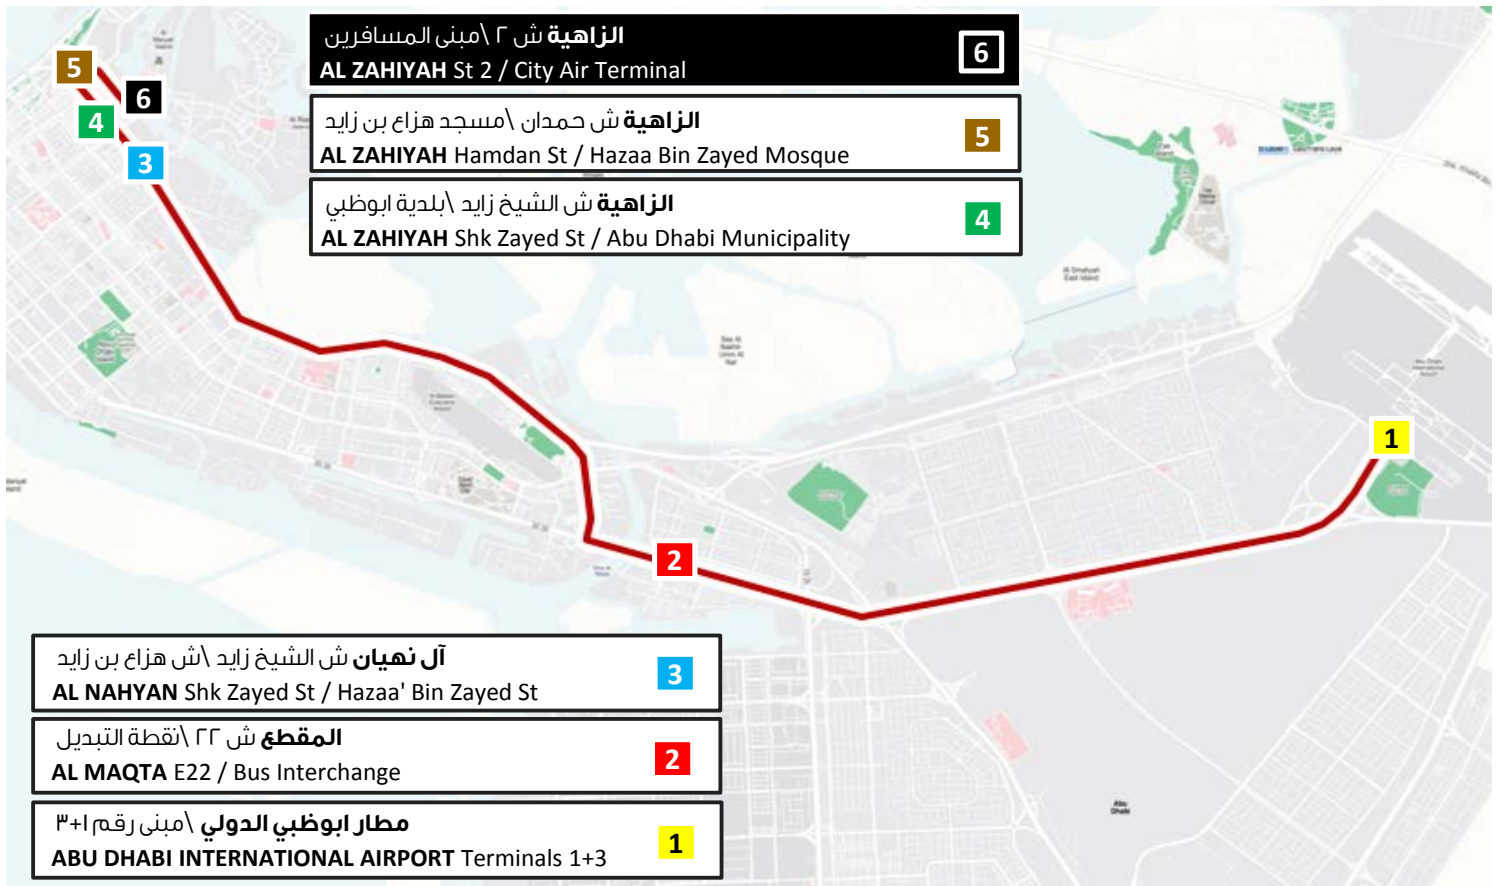 الزاهية ش ٢ \مبنى المسافرين
AL ZAHIYAH St 2 / City Air Terminal
6
الزاهية ش حمدان \مسجد هزاع بن زايد
AL ZAHIYAH Hamdan St / Hazaa Bin Zayed Mosque
5
الزاهية ش الشيخ زايد \بلدية ابوظبي
AL ZAHIYAH Shk Zayed St / Abu Dhabi Municipality
4
5
6
4
3
1
2
آل نهيان ش الشيخ زايد \ش هزاع بن زايد
AL NAHYAN Shk Zayed St / Hazaa' Bin Zayed St
3
المقطع ش ٢٢ \نقطة التبديل
AL MAQTA E22 / Bus Interchange
2
مطار ابوظبي الدولي \مبنى رقم ١+٣
ABU DHABI INTERNATIONAL AIRPORT Terminals 1+3
1
Abu
Dhabi